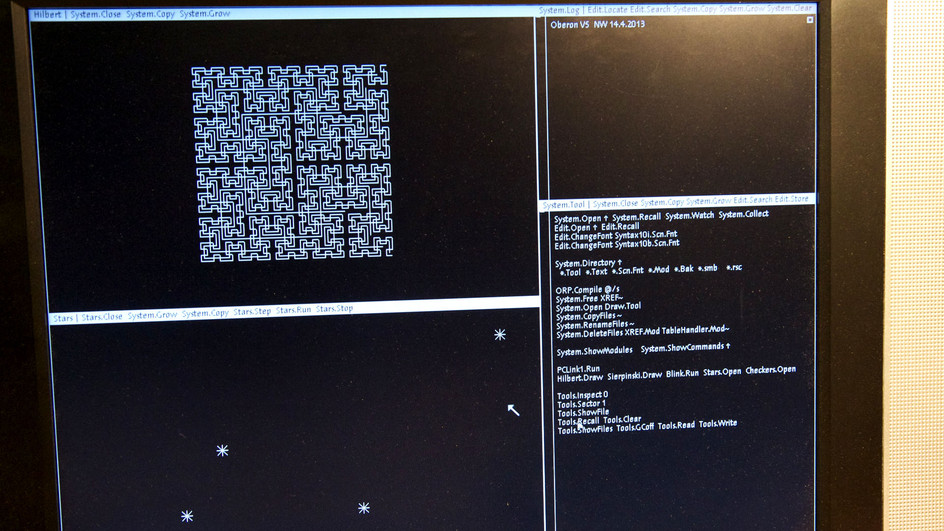 Hilbert | System.Close System.Copy System.Grow
Stars | Stars.Close System.Grow System.Copy Stars.Step Stars.Run Stars.Stop
System.Log | Edit.Locate Edit.Search System.Copy System.Grow System.Clear
Oberon V5 NW 14.4.2013
System.Tool | System.Close System.Copy System.Grow Edit.Search Edit.Store
System.Open ↑ System.Recall System.Watch System.Collect
Edit.Open ↑ Edit.Recall
Edit.ChangeFont Syntax10i.Scn.Fnt
Edit.ChangeFont Syntax10b.Scn.Fnt
System.Directory ↑
*.Tool *.Text *.Scn.Fnt *.Mod *.Bak *.smb *.rsc
ORP.Compile @/s
System.Free XREF~
System.Open Draw.Tool
System.CopyFiles ~
System.RenameFiles ~
System.DeleteFiles XREF.Mod TableHandler.Mod~
System.ShowModules System.ShowCommands ↑
PCLink1.Run
Hilbert.Draw Sierpinski.Draw Blink.Run Stars.Open Checkers.Open
Tools.Inspect 0
Tools.Sector 1
Tools.ShowFile
Tools.Recall Tools.Clear
Tools.ShowFiles Tools.GCoff Tools.Read Tools.Write